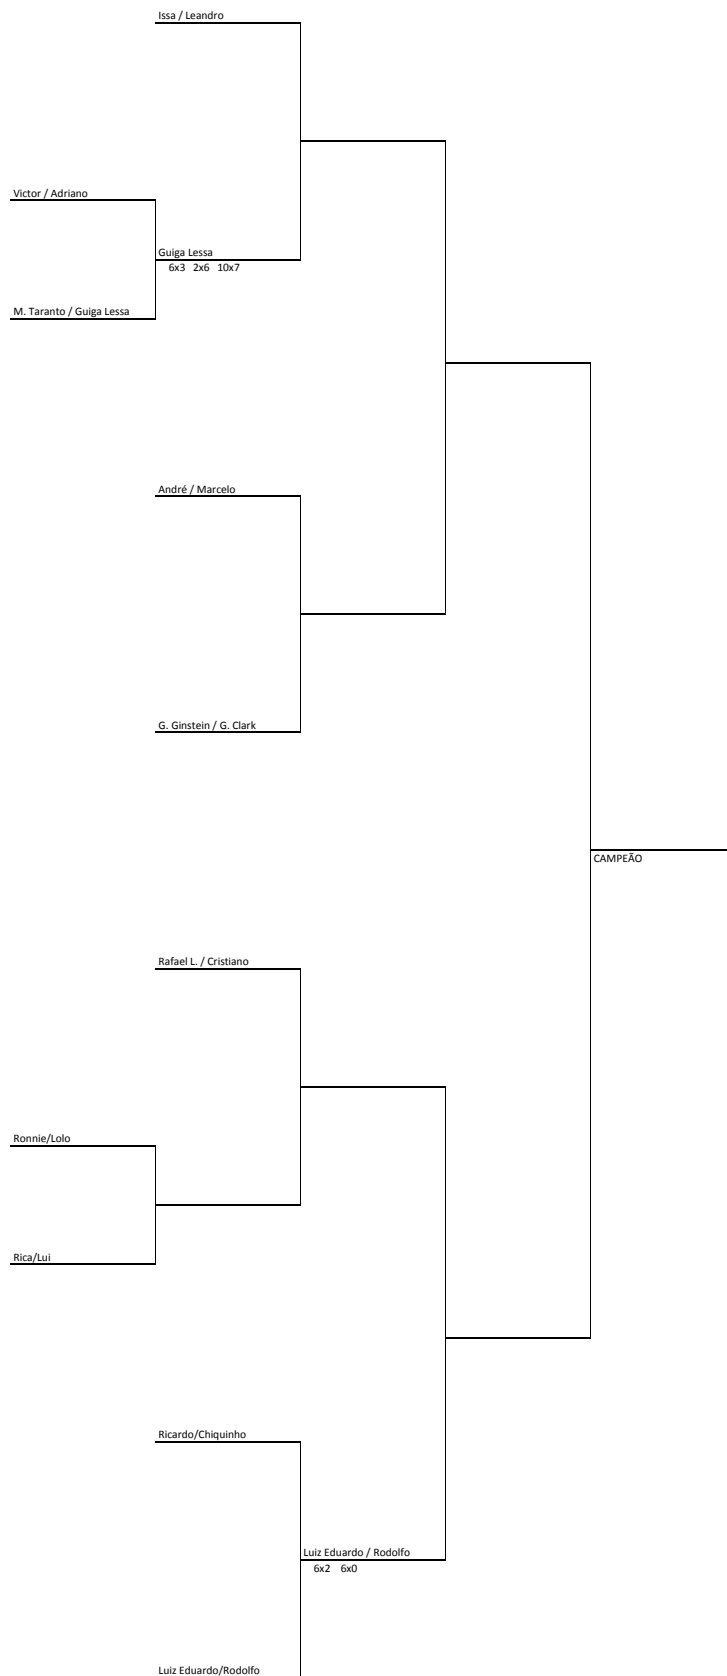 Issa / Leandro
Victor / Adriano
Guiga Lessa
6x3 2x6 10x7
M. Taranto / Guiga Lessa
André / Marcelo
G. Ginstein / G. Clark
CAMPEÃO
Rafael L. / Cristiano
Ronnie/Lolo
Rica/Lui
Ricardo/Chiquinho
Luiz Eduardo / Rodolfo
6x2 6x0
Luiz Eduardo/Rodolfo